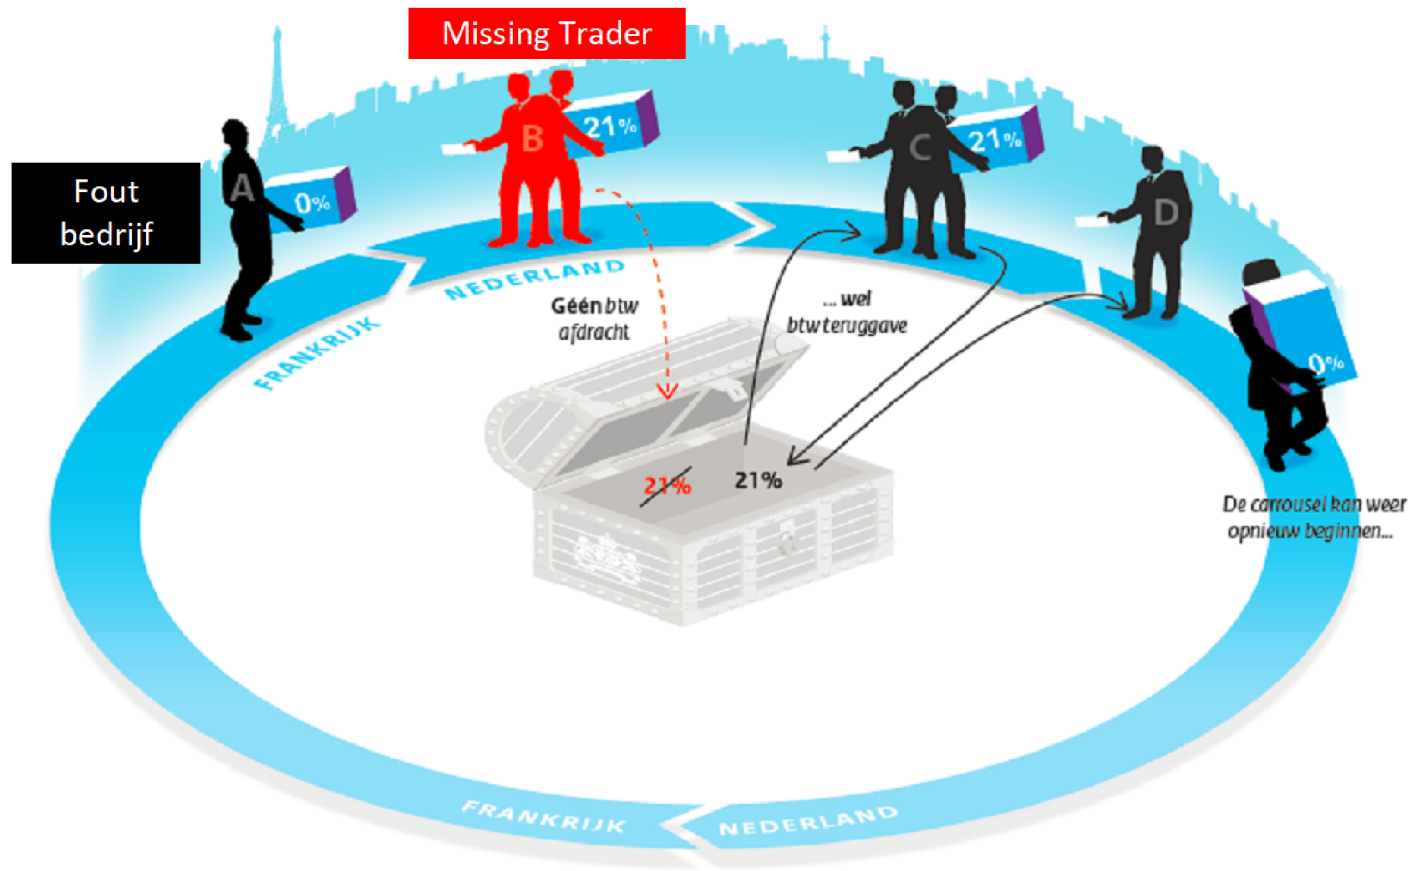 Missing Trader
Fout
bedrijf
A
0%
B
21%
C
21%
D
0%
FRANKRIJK
NEDERLAND
Géén btw
afdracht
... wel
btw teruggave
21%
21%
De carrousel kan weer
opnieuw beginnen...
FRANKRIJK
NEDERLAND